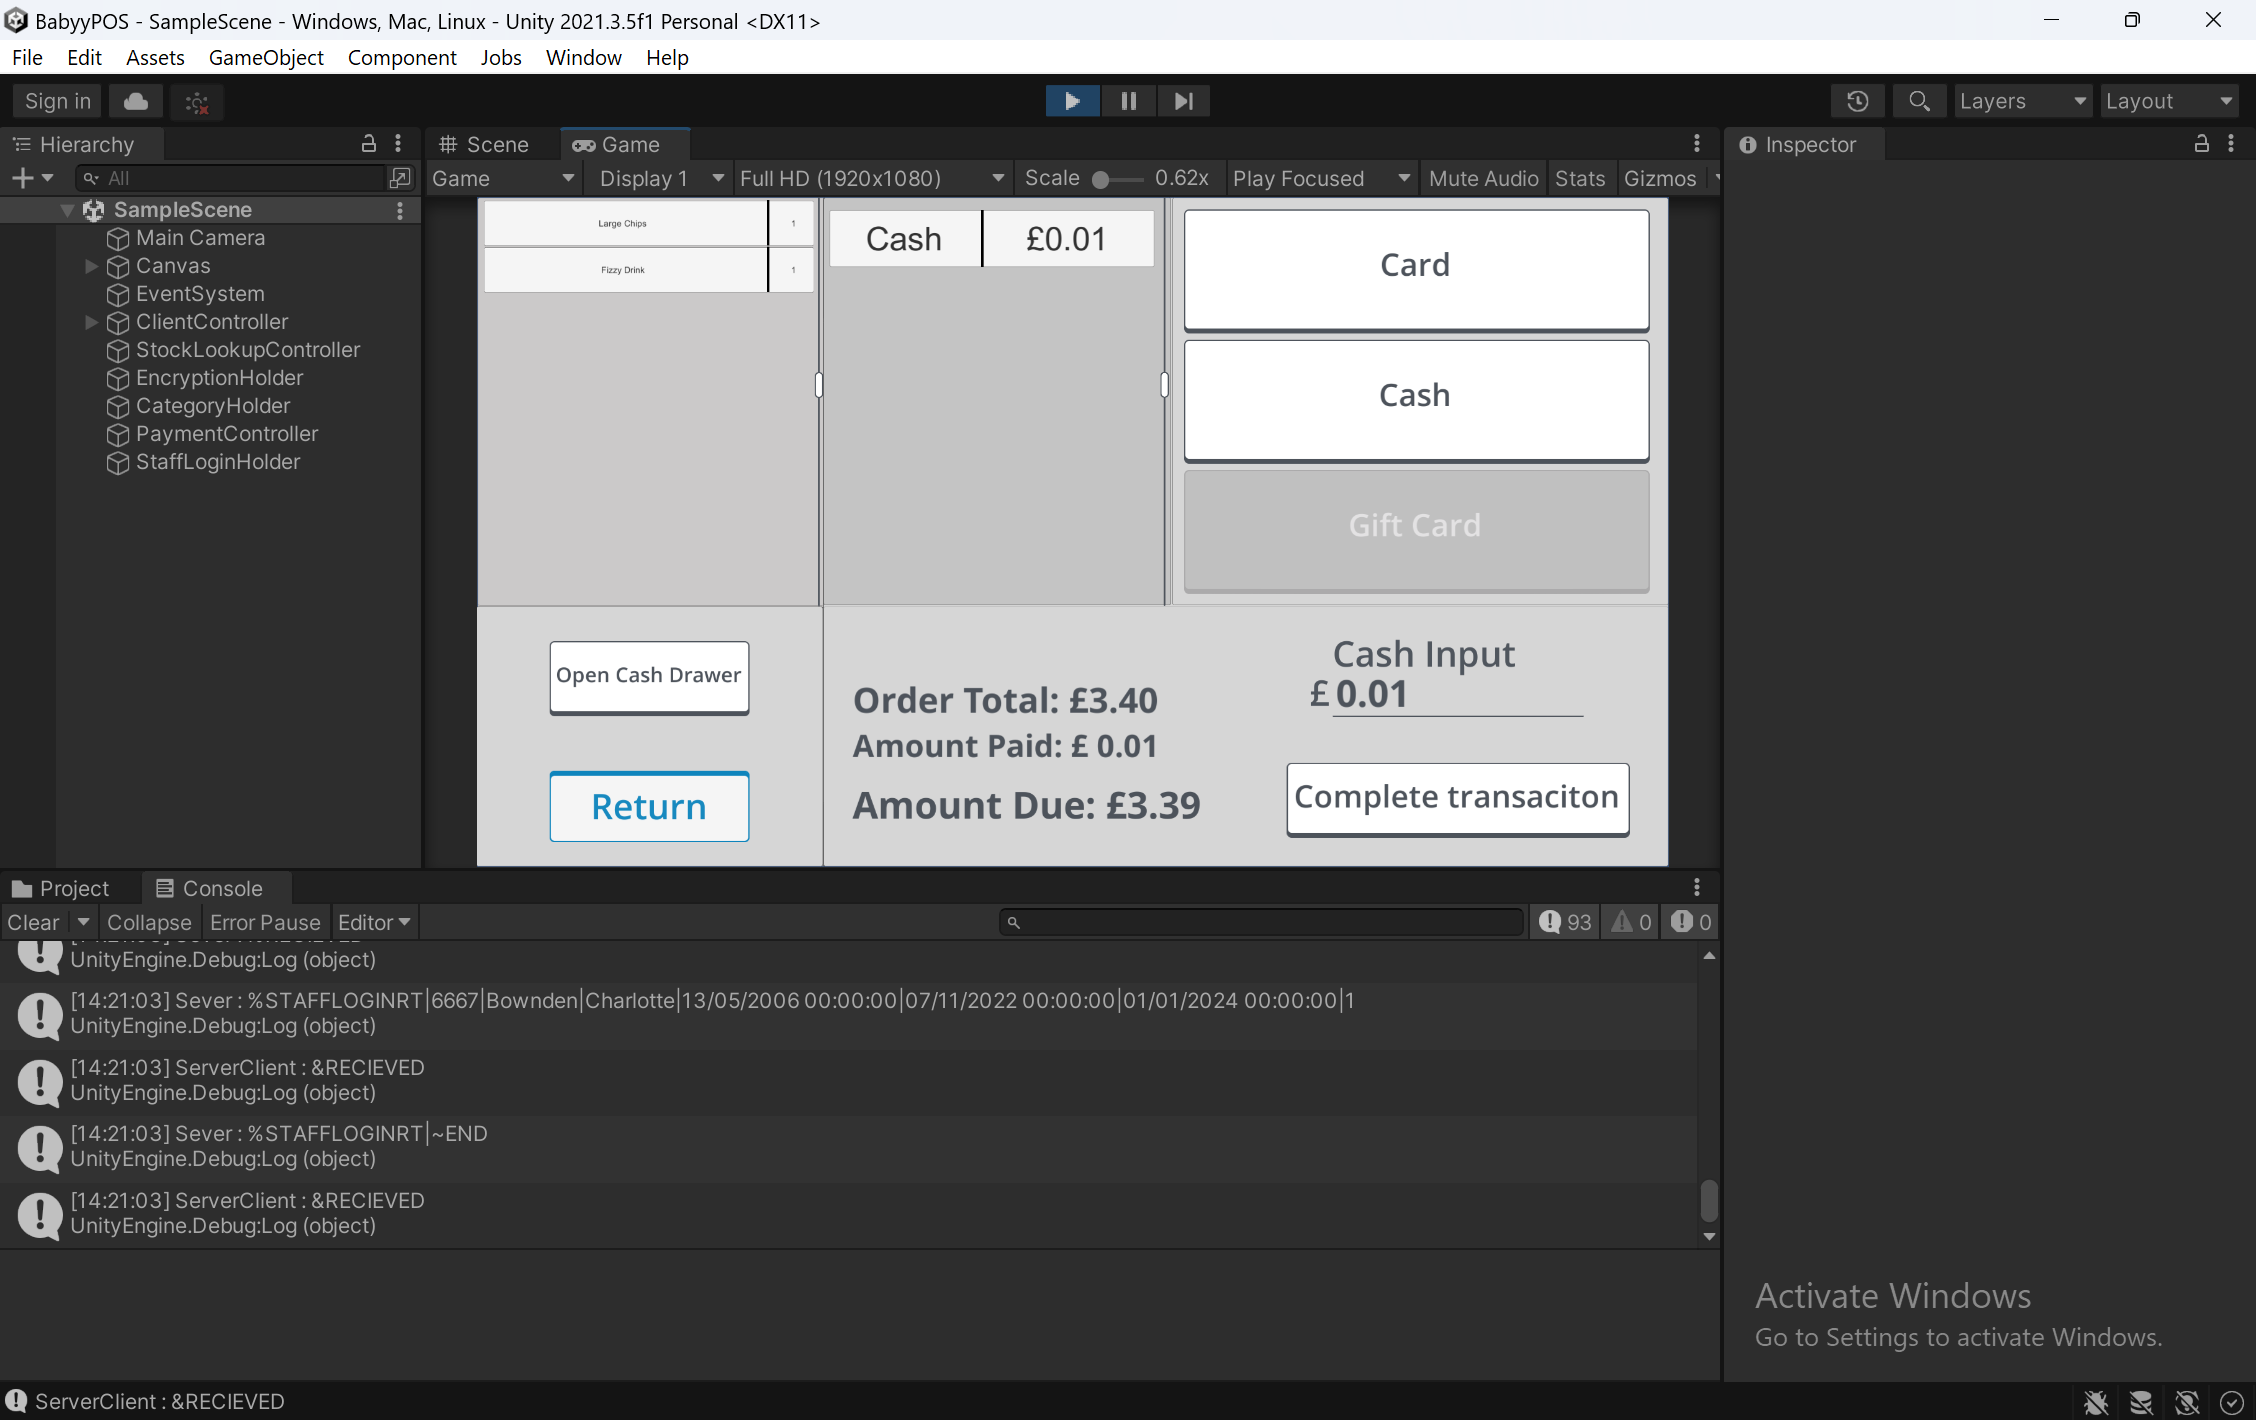 BabyyPOS - SampleScene - Windows, Mac, Linux - Unity 2021.3.5f1 Personal <DX11>
File Edit Assets GameObject Component Jobs Window Help
Sign in
Layers
Layout
Hierarchy
All
SampleScene
Main Camera
Canvas
EventSystem
ClientController
StockLookupController
EncryptionHolder
CategoryHolder
PaymentController
StaffLoginHolder
Scene
Game
Game
Display 1
Full HD (1920x1080)
Scale 0.62x
Play Focused
Mute Audio
Stats
Gizmos
Large Chips 1
Fizzy Drink 1
Cash £0.01
Card
Cash
Gift Card
Open Cash Drawer
Return
Order Total: £3.40
Amount Paid: £ 0.01
Amount Due: £3.39
Cash Input
£ 0.01
Complete transaciton
Inspector
Project
Console
Clear
Collapse
Error Pause
Editor
93
0
0
UnityEngine.Debug:Log (object)
[14:21:03] Sever : %STAFFLOGINRT|6667|Bownden|Charlotte|13/05/2006 00:00:00|07/11/2022 00:00:00|01/01/2024 00:00:00|1
UnityEngine.Debug:Log (object)
[14:21:03] ServerClient : &RECIEVED
UnityEngine.Debug:Log (object)
[14:21:03] Sever : %STAFFLOGINRT|~END
UnityEngine.Debug:Log (object)
[14:21:03] ServerClient : &RECIEVED
UnityEngine.Debug:Log (object)
Activate Windows
Go to Settings to activate Windows.
ServerClient : &RECIEVED